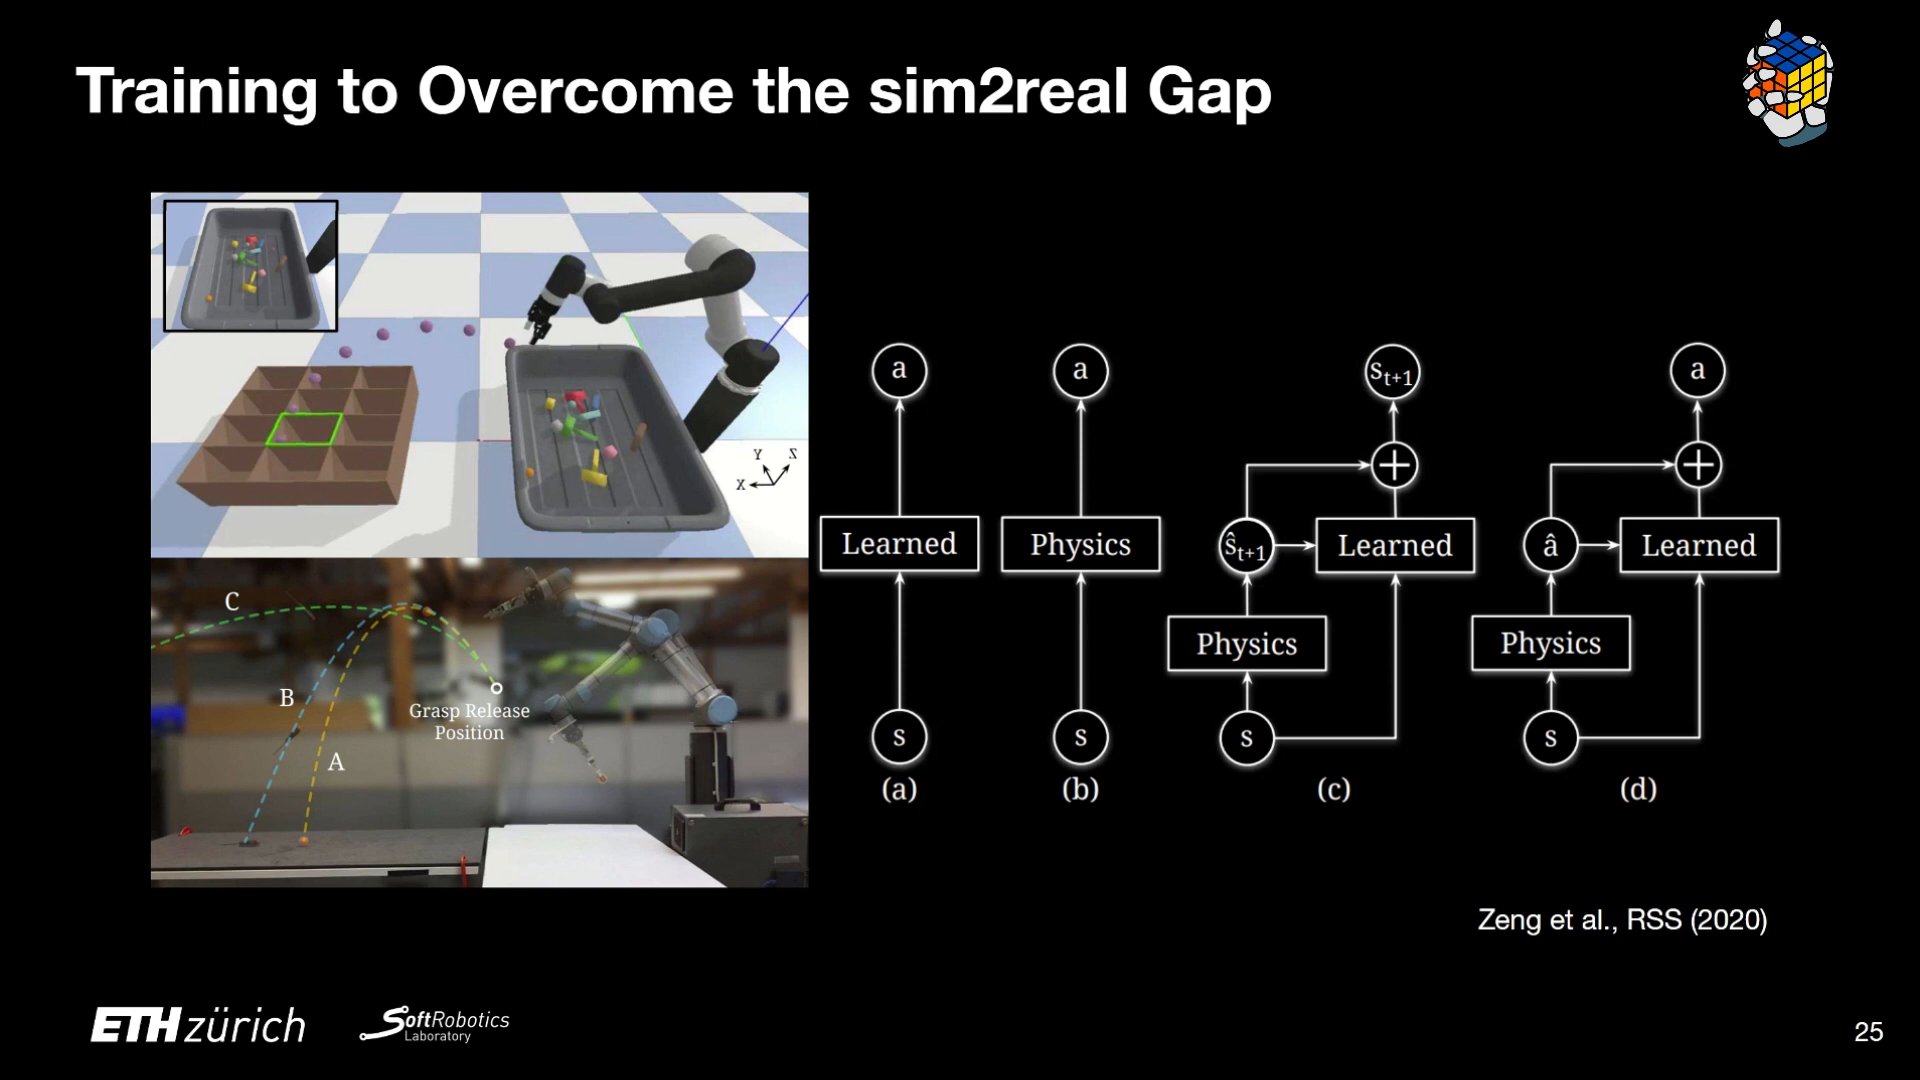 Training to Overcome the sim2real Gap
Y
Z
X
C
B
A
Grasp Release
Position
a
Learned
s
(a)
a
Physics
s
(b)
s_t+1
+
ŝ_t+1
Learned
Physics
s
(c)
a
+
â
Learned
Physics
s
(d)
Zeng et al., RSS (2020)
ETH zürich
SoftRobotics
Laboratory
25